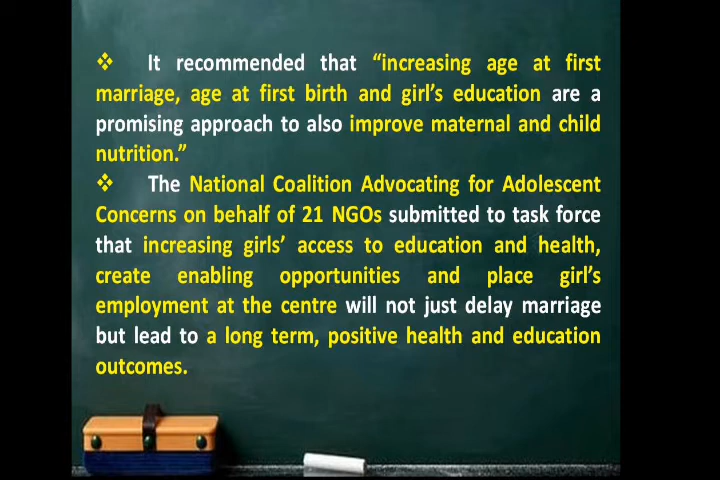 ❖ It recommended that “increasing age at first
marriage, age at first birth and girl’s education are a
promising approach to also improve maternal and child
nutrition.”
❖ The National Coalition Advocating for Adolescent
Concerns on behalf of 21 NGOs submitted to task force
that increasing girls’ access to education and health,
create enabling opportunities and place girl’s
employment at the centre will not just delay marriage
but lead to a long term, positive health and education
outcomes.